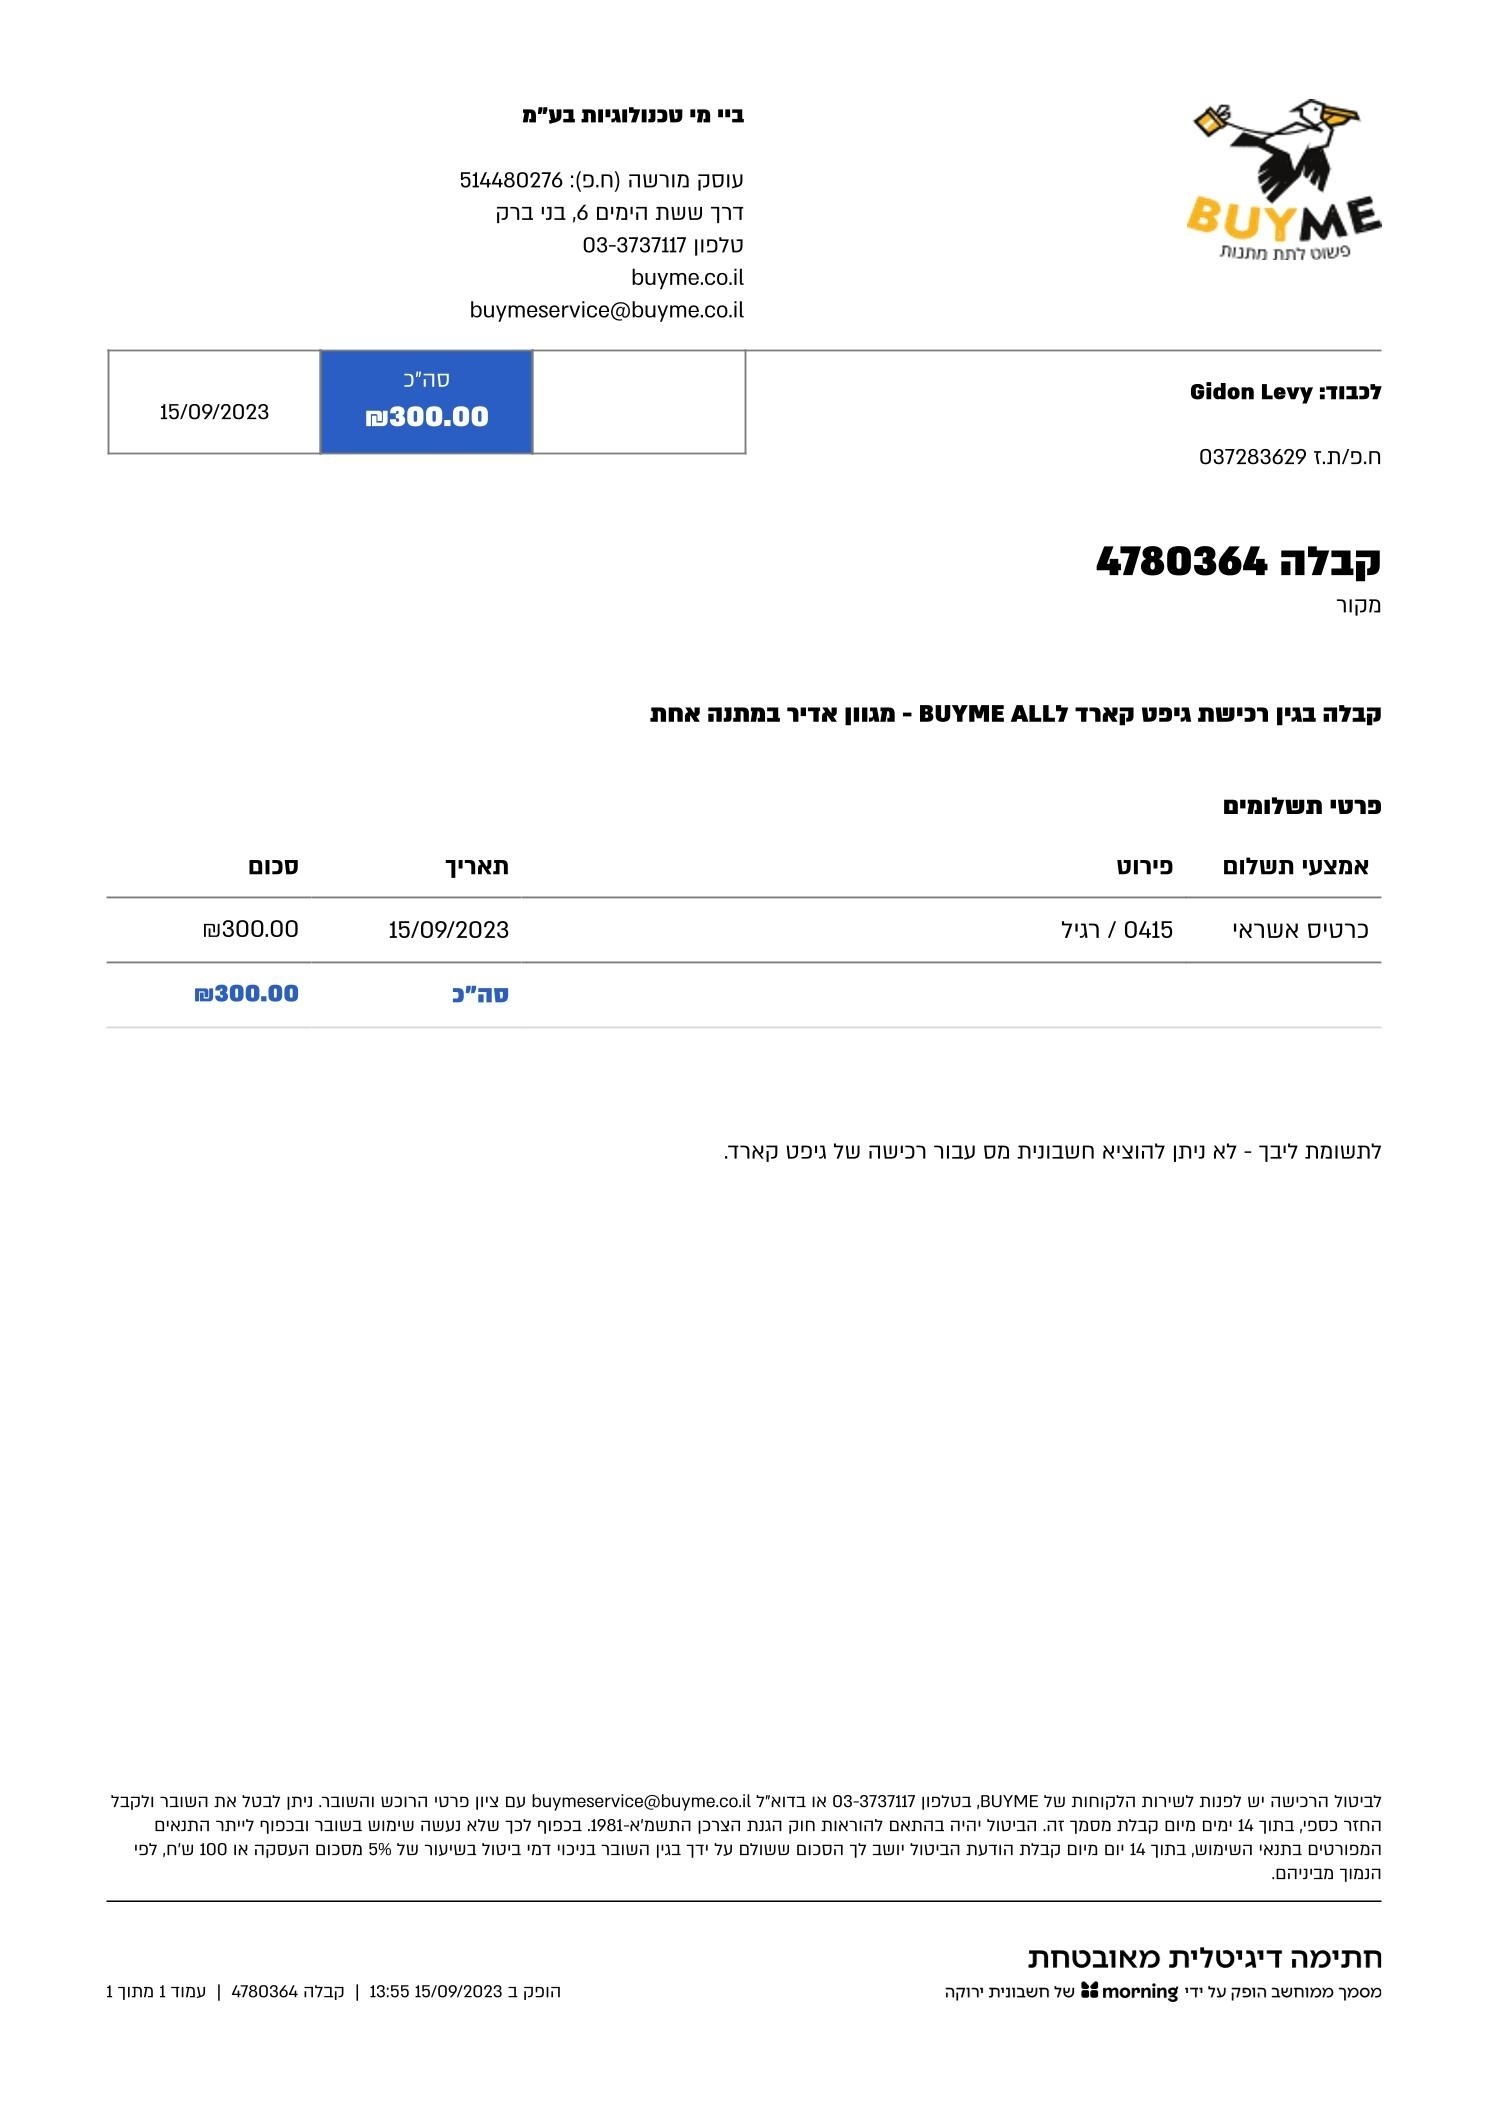 BUYME
פשוט לתת מתנות
ביי מי טכנולוגיות בע"מ
עוסק מורשה (ח.פ): 514480276
דרך ששת הימים 6, בני ברק
טלפון 03-3737117
buyme.co.il
buymeservice@buyme.co.il
לכבוד: Gidon Levy
ח.פ/ת.ז 037283629
סה"כ
₪300.00
15/09/2023
קבלה 4780364
מקור
קבלה בגין רכישת גיפט קארד לBUYME ALL - מגוון אדיר במתנה אחת
פרטי תשלומים
אמצעי תשלום פירוט תאריך סכום
כרטיס אשראי 0415 / רגיל 15/09/2023 ₪300.00
סה"כ ₪300.00
לתשומת ליבך - לא ניתן להוציא חשבונית מס עבור רכישה של גיפט קארד.
לביטול הרכישה יש לפנות לשירות הלקוחות של BUYME, בטלפון 03-3737117 או בדוא"ל buymeservice@buyme.co.il עם ציון פרטי הרוכש והשובר. ניתן לבטל את השובר ולקבל
החזר כספי, בתוך 14 ימים מיום קבלת מסמך זה. הביטול יהיה בהתאם להוראות חוק הגנת הצרכן התשמ'א-1981. בכפוף לכך שלא נעשה שימוש בשובר ובכפוף לייתר התנאים
המפורטים בתנאי השימוש, בתוך 14 יום מיום קבלת הודעת הביטול יושב לך הסכום ששולם על ידך בגין השובר בניכוי דמי ביטול בשיעור של 5% מסכום העסקה או 100 ש'ח, לפי
הנמוך מביניהם.
חתימה דיגיטלית מאובטחת
מסמך ממוחשב הופק על ידי morning של חשבונית ירוקה
הופק ב 15/09/2023 13:55 | קבלה 4780364 | עמוד 1 מתוך 1